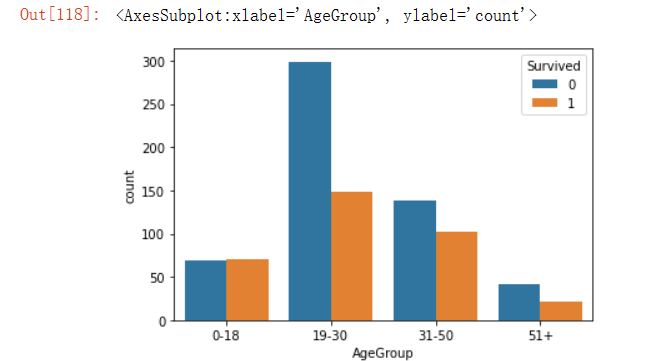 Out[118]: <AxesSubplot:xlabel='AgeGroup', ylabel='count'>
300
250
200
150
100
50
0
count
Survived
0
1
0-18 19-30 31-50 51+
AgeGroup